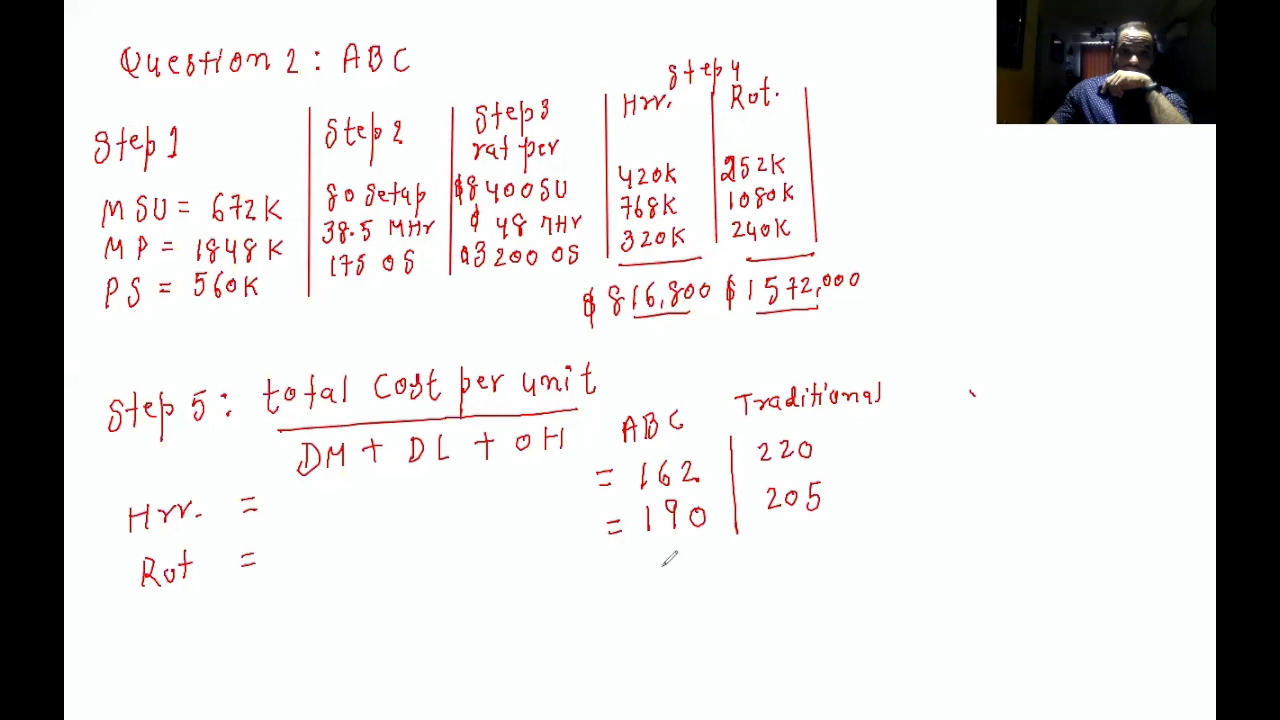 Question 2: ABC
Step 4
Step 1
Step 2
Step 3
rat per
Hrr.
Rot.
MSU = 672K
80 Setup
$8400 SU
420K
252K
MP = 1848K
38.5 MHr
$ 48 MHr
768K
1080K
PS = 560K
175 OS
$3200 OS
320K
240K
$816,800
$1572,000
Step 5: total Cost per unit
DM + DL + OH
ABC
Traditional
Hrr. =
= 162
220
Rot =
= 190
205